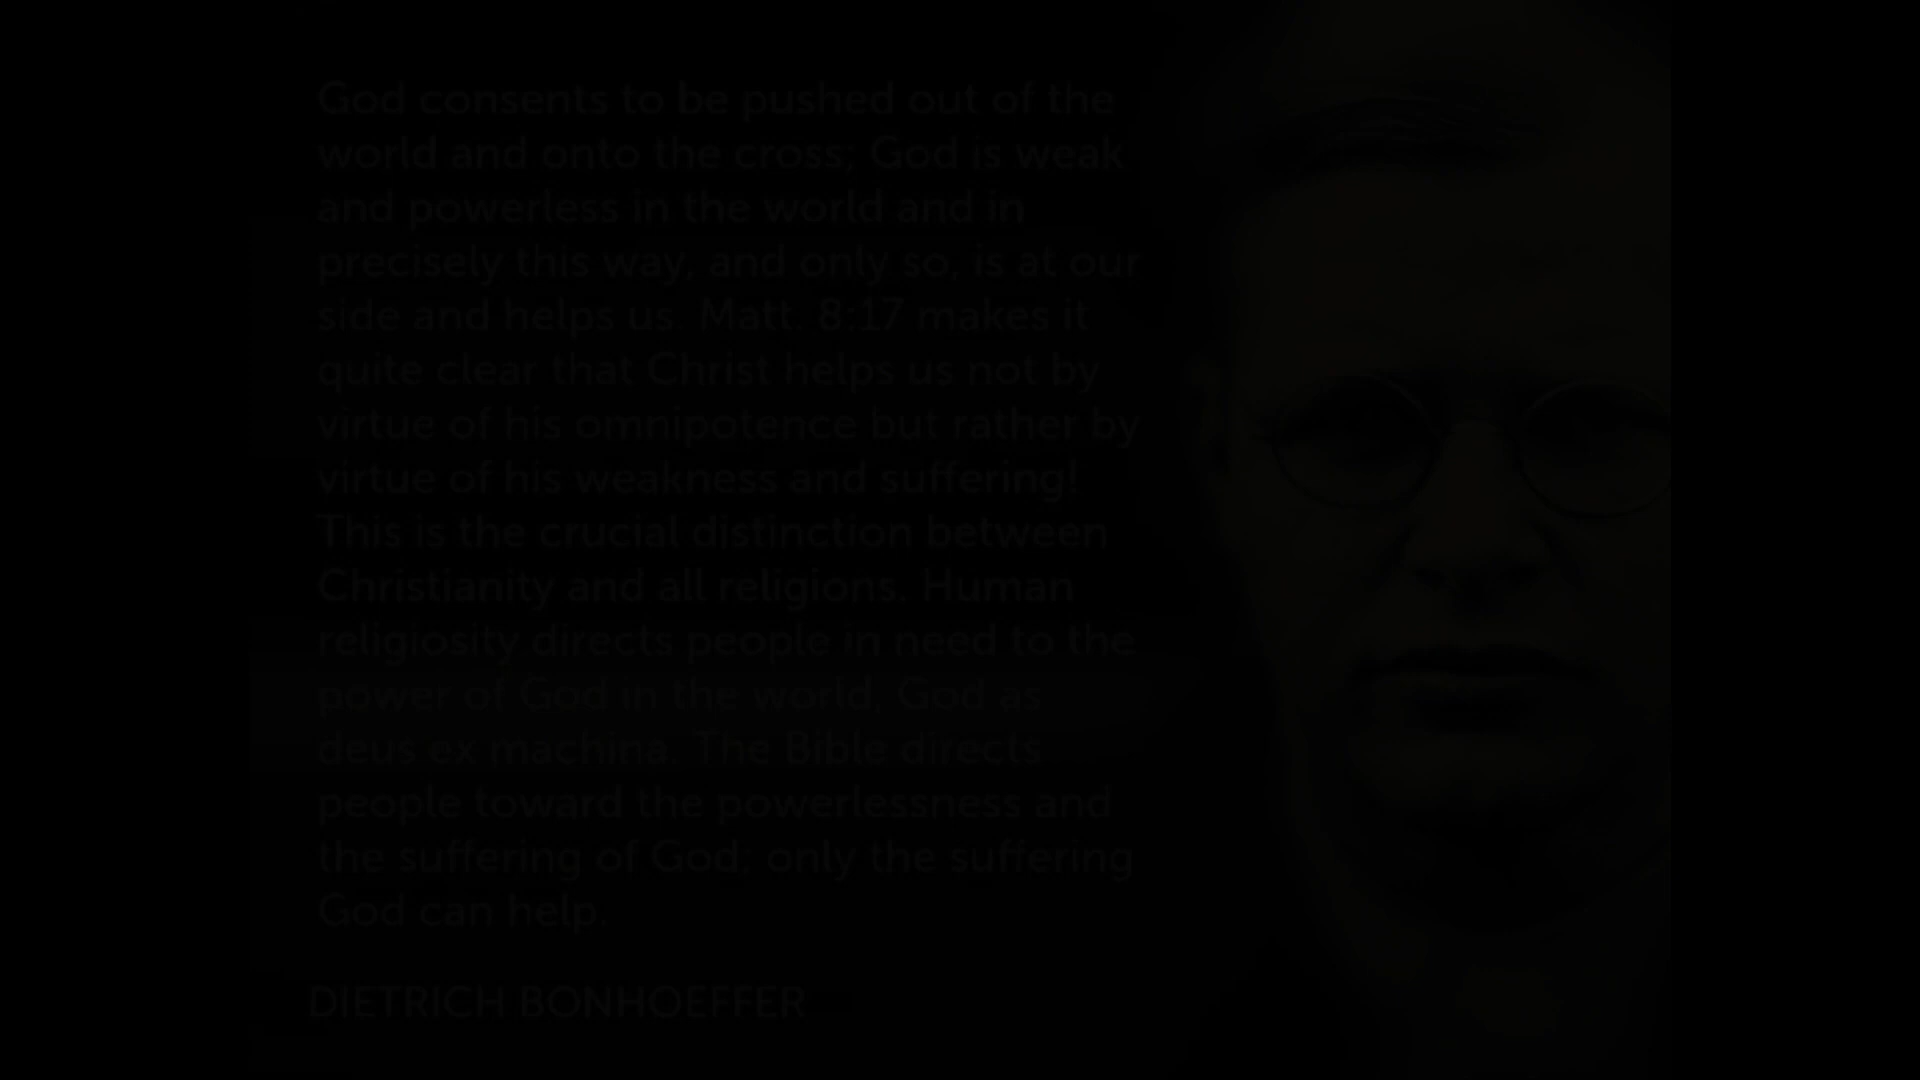 God consents to be pushed out of the
world and onto the cross; God is weak
and powerless in the world and in
precisely this way, and only so, is at our
side and helps us. Matt. 8:17 makes it
quite clear that Christ helps us not by
virtue of his omnipotence but rather by
virtue of his weakness and suffering!
This is the crucial distinction between
Christianity and all religions. Human
religiosity directs people in need to the
power of God in the world, God as
deus ex machina. The Bible directs
people toward the powerlessness and
the suffering of God; only the suffering
God can help.
DIETRICH BONHOEFFER